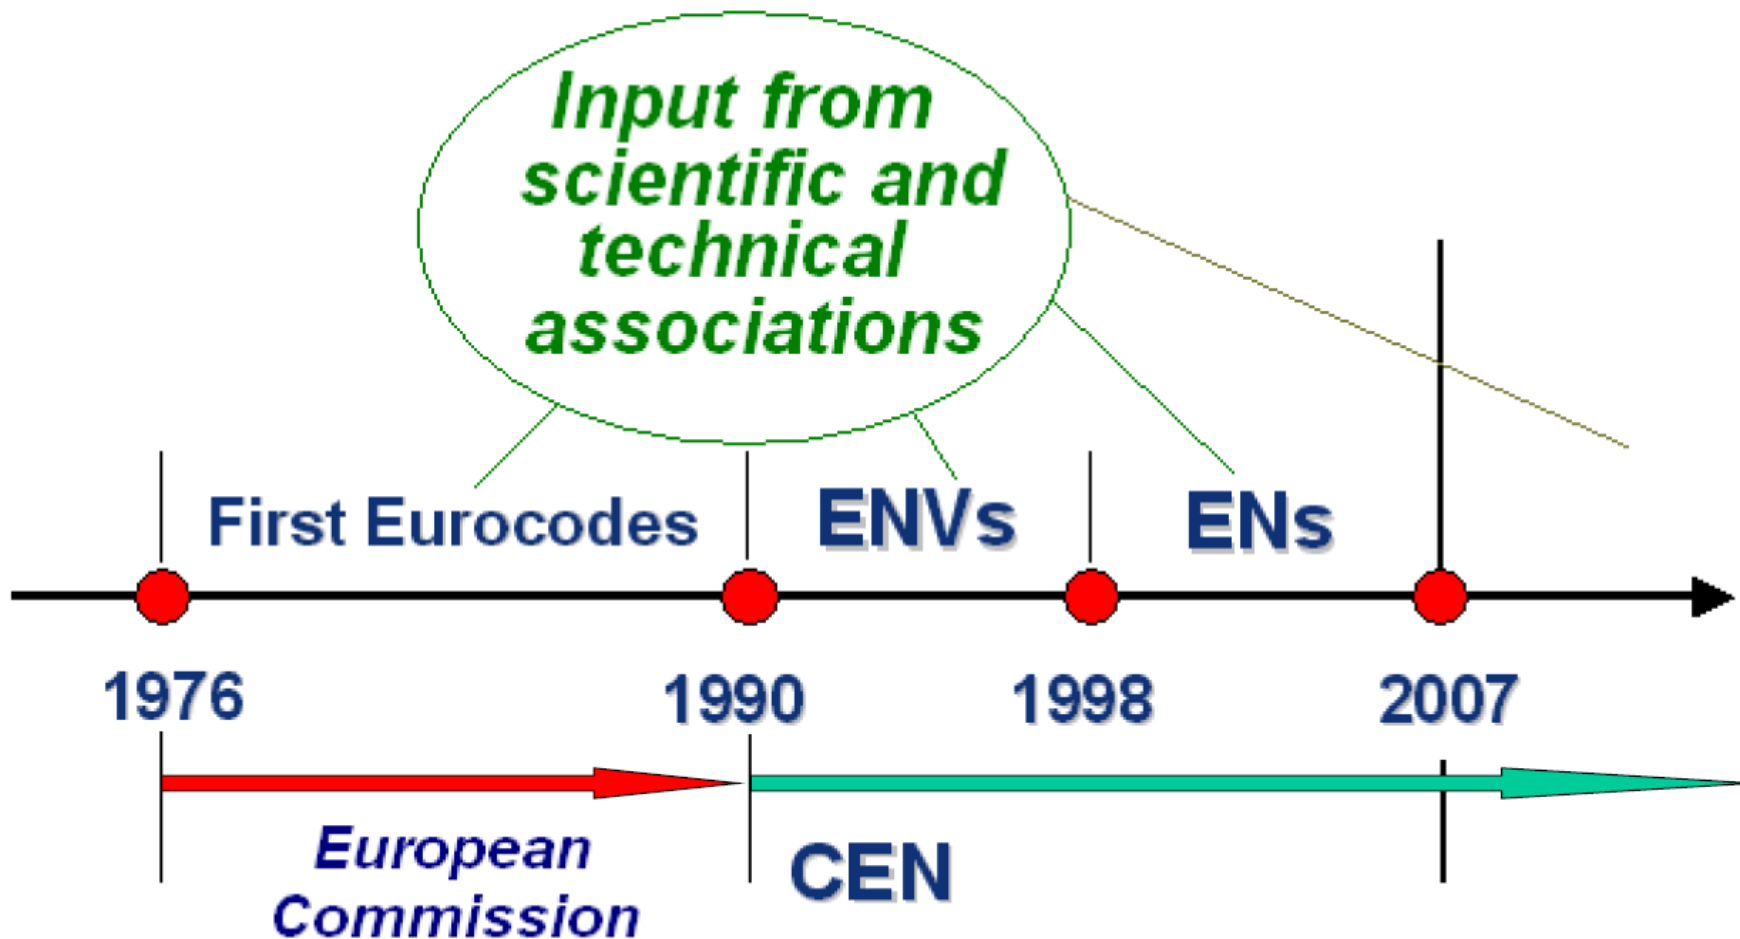 Input from
scientific and
technical
associations
First Eurocodes
ENVs
ENs
1976
1990
1998
2007
European
Commission
CEN